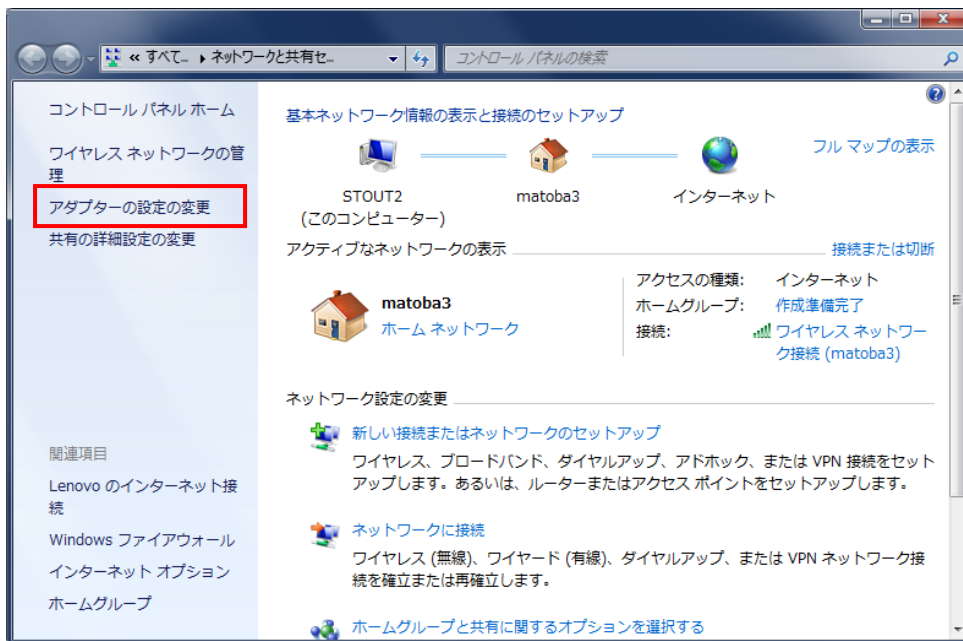 « すべて... ▸ ネットワークと共有セ...
コントロール パネルの検索
コントロール パネル ホーム
ワイヤレス ネットワークの管
理
アダプターの設定の変更
共有の詳細設定の変更
関連項目
Lenovo のインターネット接
続
Windows ファイアウォール
インターネット オプション
ホームグループ
基本ネットワーク情報の表示と接続のセットアップ
フル マップの表示
STOUT2
(このコンピューター)
matoba3
インターネット
アクティブなネットワークの表示
接続または切断
matoba3
ホーム ネットワーク
アクセスの種類: インターネット
ホームグループ: 作成準備完了
接続: ワイヤレス ネットワー
ク接続 (matoba3)
ネットワーク設定の変更
新しい接続またはネットワークのセットアップ
ワイヤレス、ブロードバンド、ダイヤルアップ、アドホック、または VPN 接続をセット
アップします。あるいは、ルーターまたはアクセス ポイントをセットアップします。
ネットワークに接続
ワイヤレス (無線)、ワイヤード (有線)、ダイヤルアップ、または VPN ネットワーク接
続を確立または再確立します。
ホームグループと共有に関するオプションを選択する